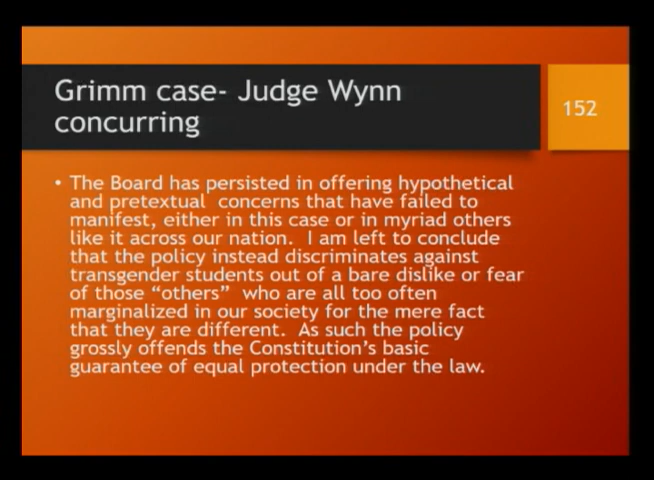 Grimm case- Judge Wynn
concurring
152
• The Board has persisted in offering hypothetical
and pretextual concerns that have failed to
manifest, either in this case or in myriad others
like it across our nation. I am left to conclude
that the policy instead discriminates against
transgender students out of a bare dislike or fear
of those “others” who are all too often
marginalized in our society for the mere fact
that they are different. As such the policy
grossly offends the Constitution’s basic
guarantee of equal protection under the law.